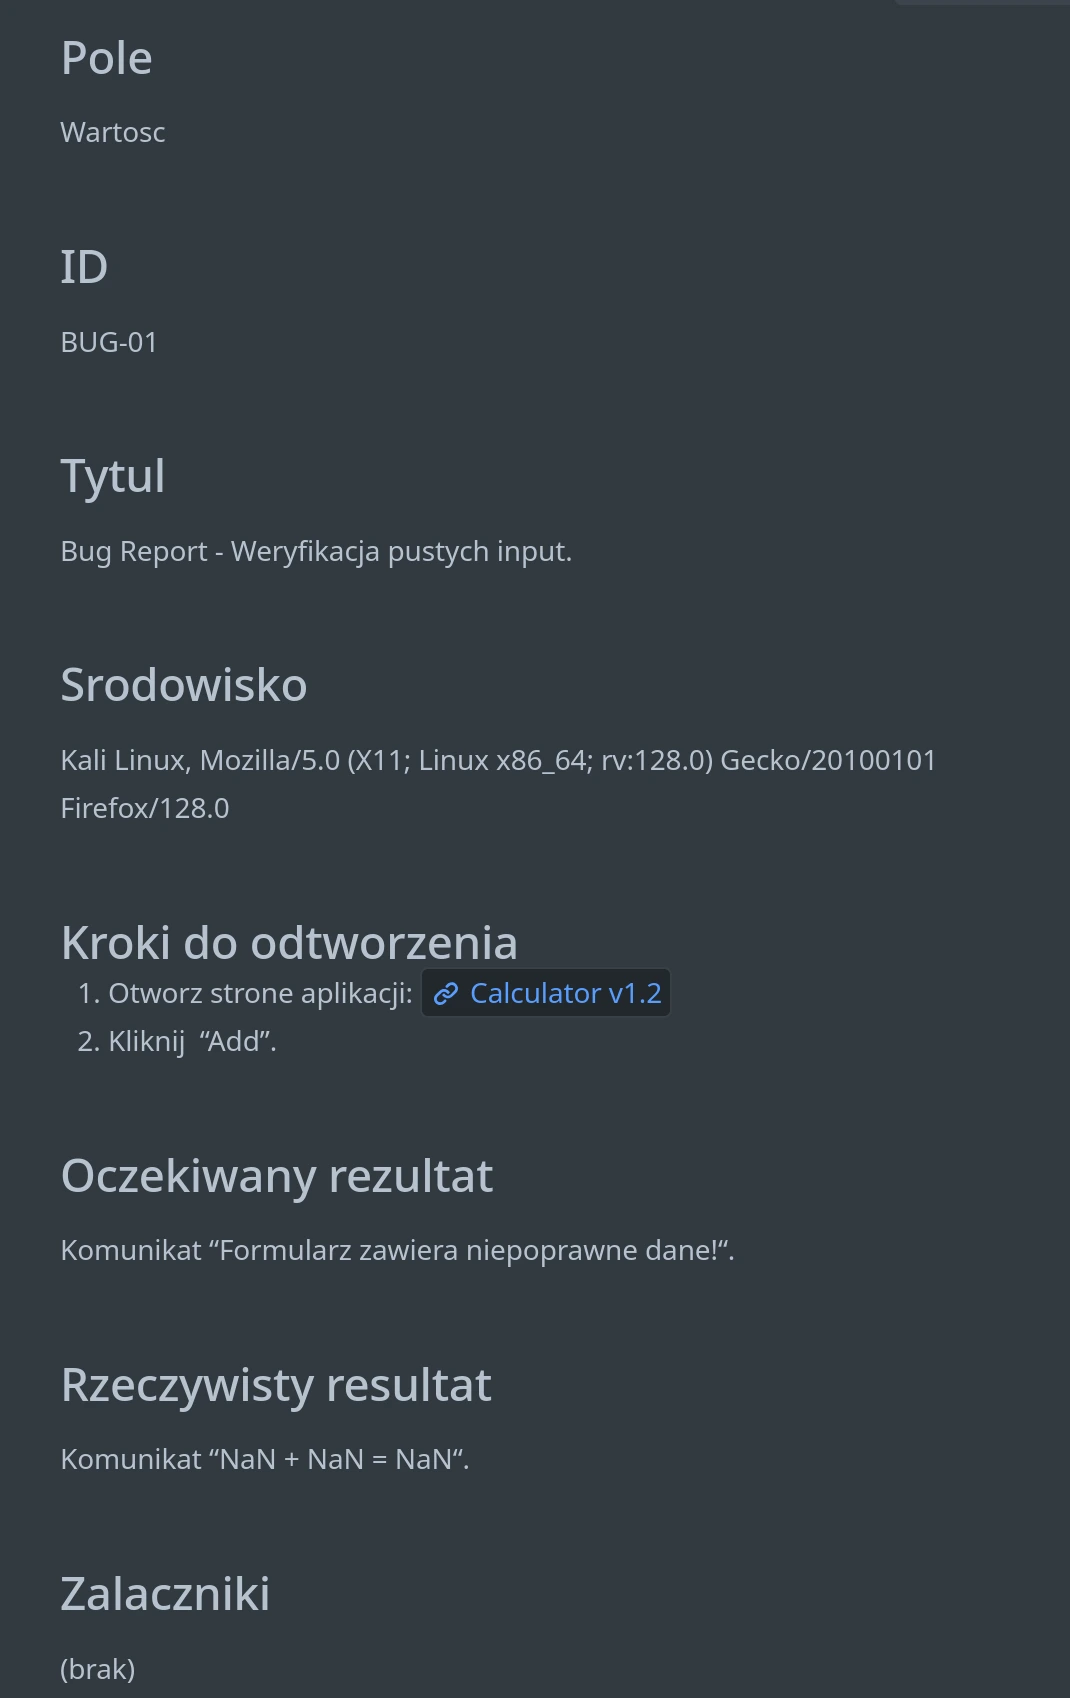 Pole
Wartosc
ID
BUG-01
Tytul
Bug Report - Weryfikacja pustych input.
Srodowisko
Kali Linux, Mozilla/5.0 (X11; Linux x86_64; rv:128.0) Gecko/20100101
Firefox/128.0
Kroki do odtworzenia
1. Otworz strone aplikacji: Calculator v1.2
2. Kliknij “Add”.
Oczekiwany rezultat
Komunikat “Formularz zawiera niepoprawne dane!“.
Rzeczywisty resultat
Komunikat “NaN + NaN = NaN“.
Zalaczniki
(brak)